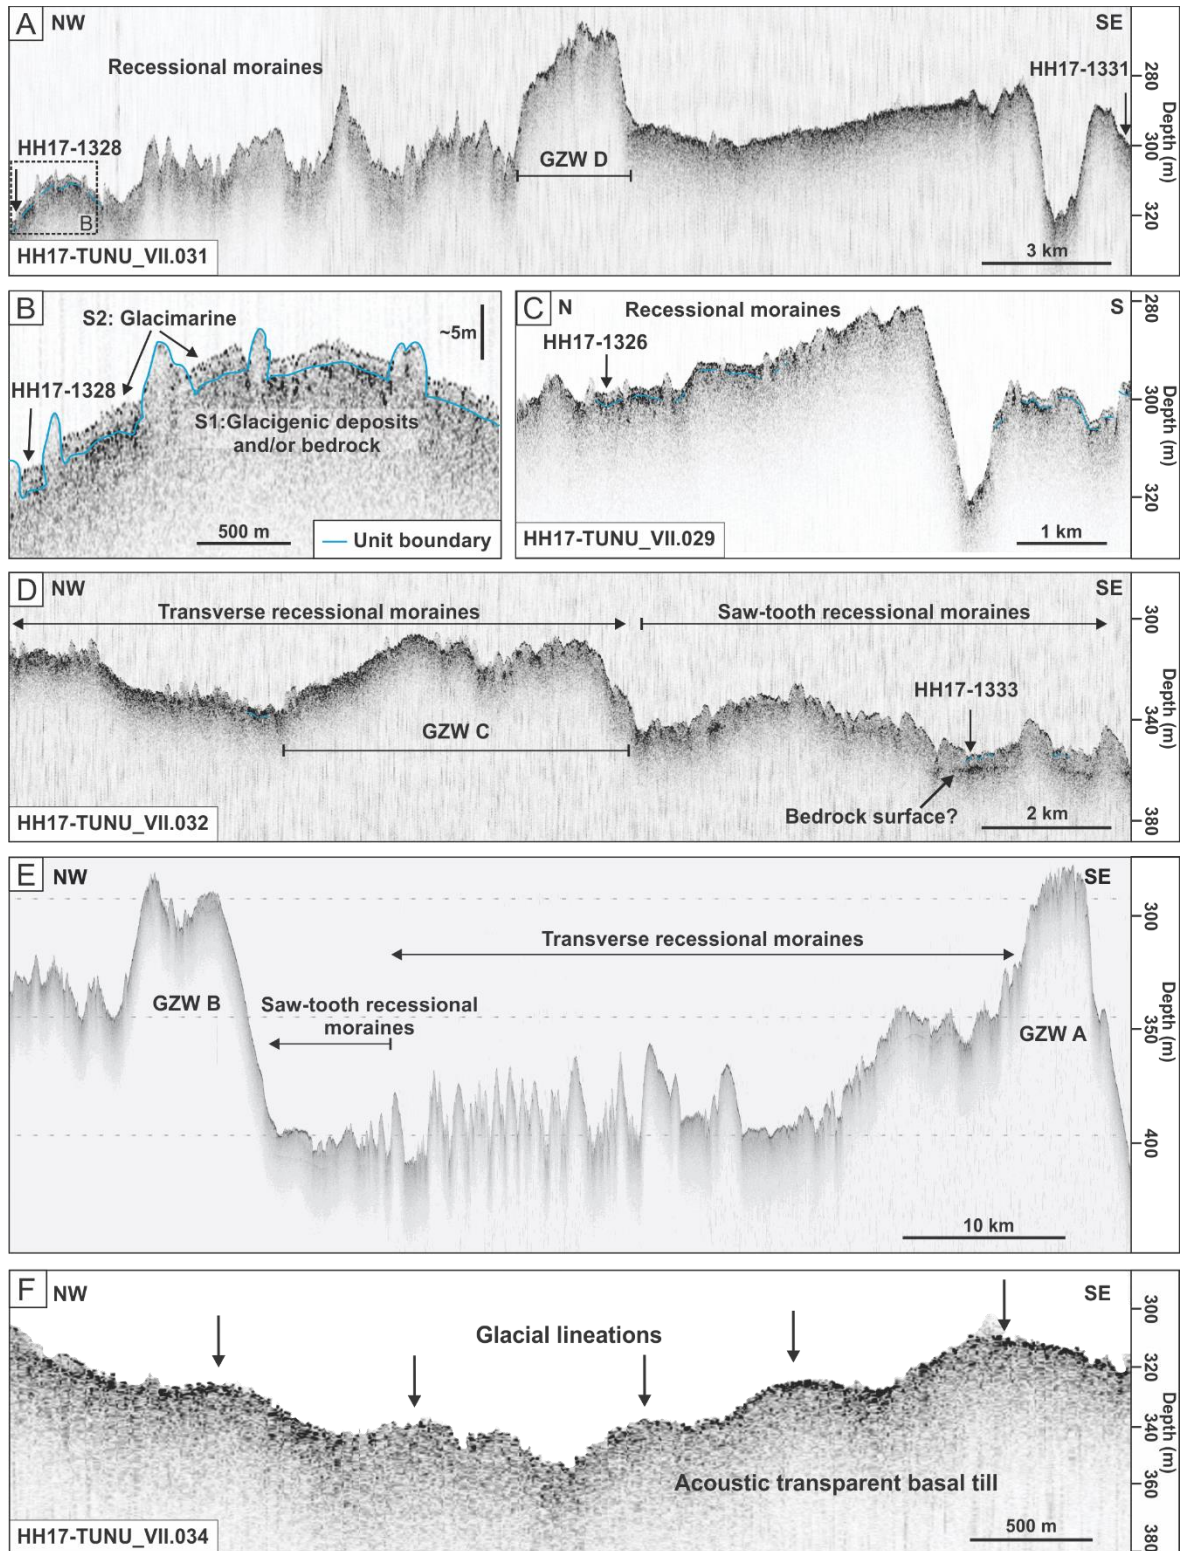 A NW SE
Recessional moraines
HH17-1331
HH17-1328
280
300
320
Depth (m)
GZW D
B
3 km
HH17-TUNU_VII.031
B
S2: Glacimarine
~5m
HH17-1328
S1:Glacigenic deposits
and/or bedrock
500 m
Unit boundary
C N Recessional moraines S
HH17-1326
280
300
320
Depth (m)
1 km
HH17-TUNU_VII.029
D NW SE
Transverse recessional moraines
Saw-tooth recessional moraines
HH17-1333
GZW C
Bedrock surface?
300
340
380
Depth (m)
2 km
HH17-TUNU_VII.032
E NW SE
Transverse recessional moraines
GZW B
Saw-tooth recessional
moraines
GZW A
300
350
400
Depth (m)
10 km
F NW SE
Glacial lineations
300
320
340
360
380
Depth (m)
Acoustic transparent basal till
500 m
HH17-TUNU_VII.034